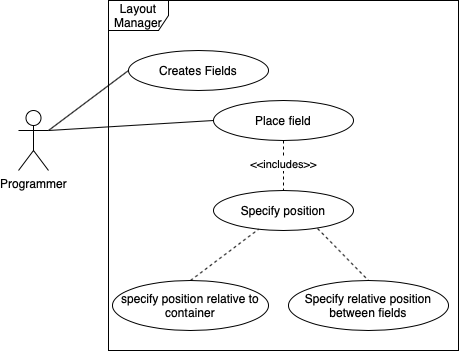 Layout
Manager
Creates Fields
Place field
<<includes>>
Programmer
Specify position
specify position relative to
container
Specify relative position
between fields